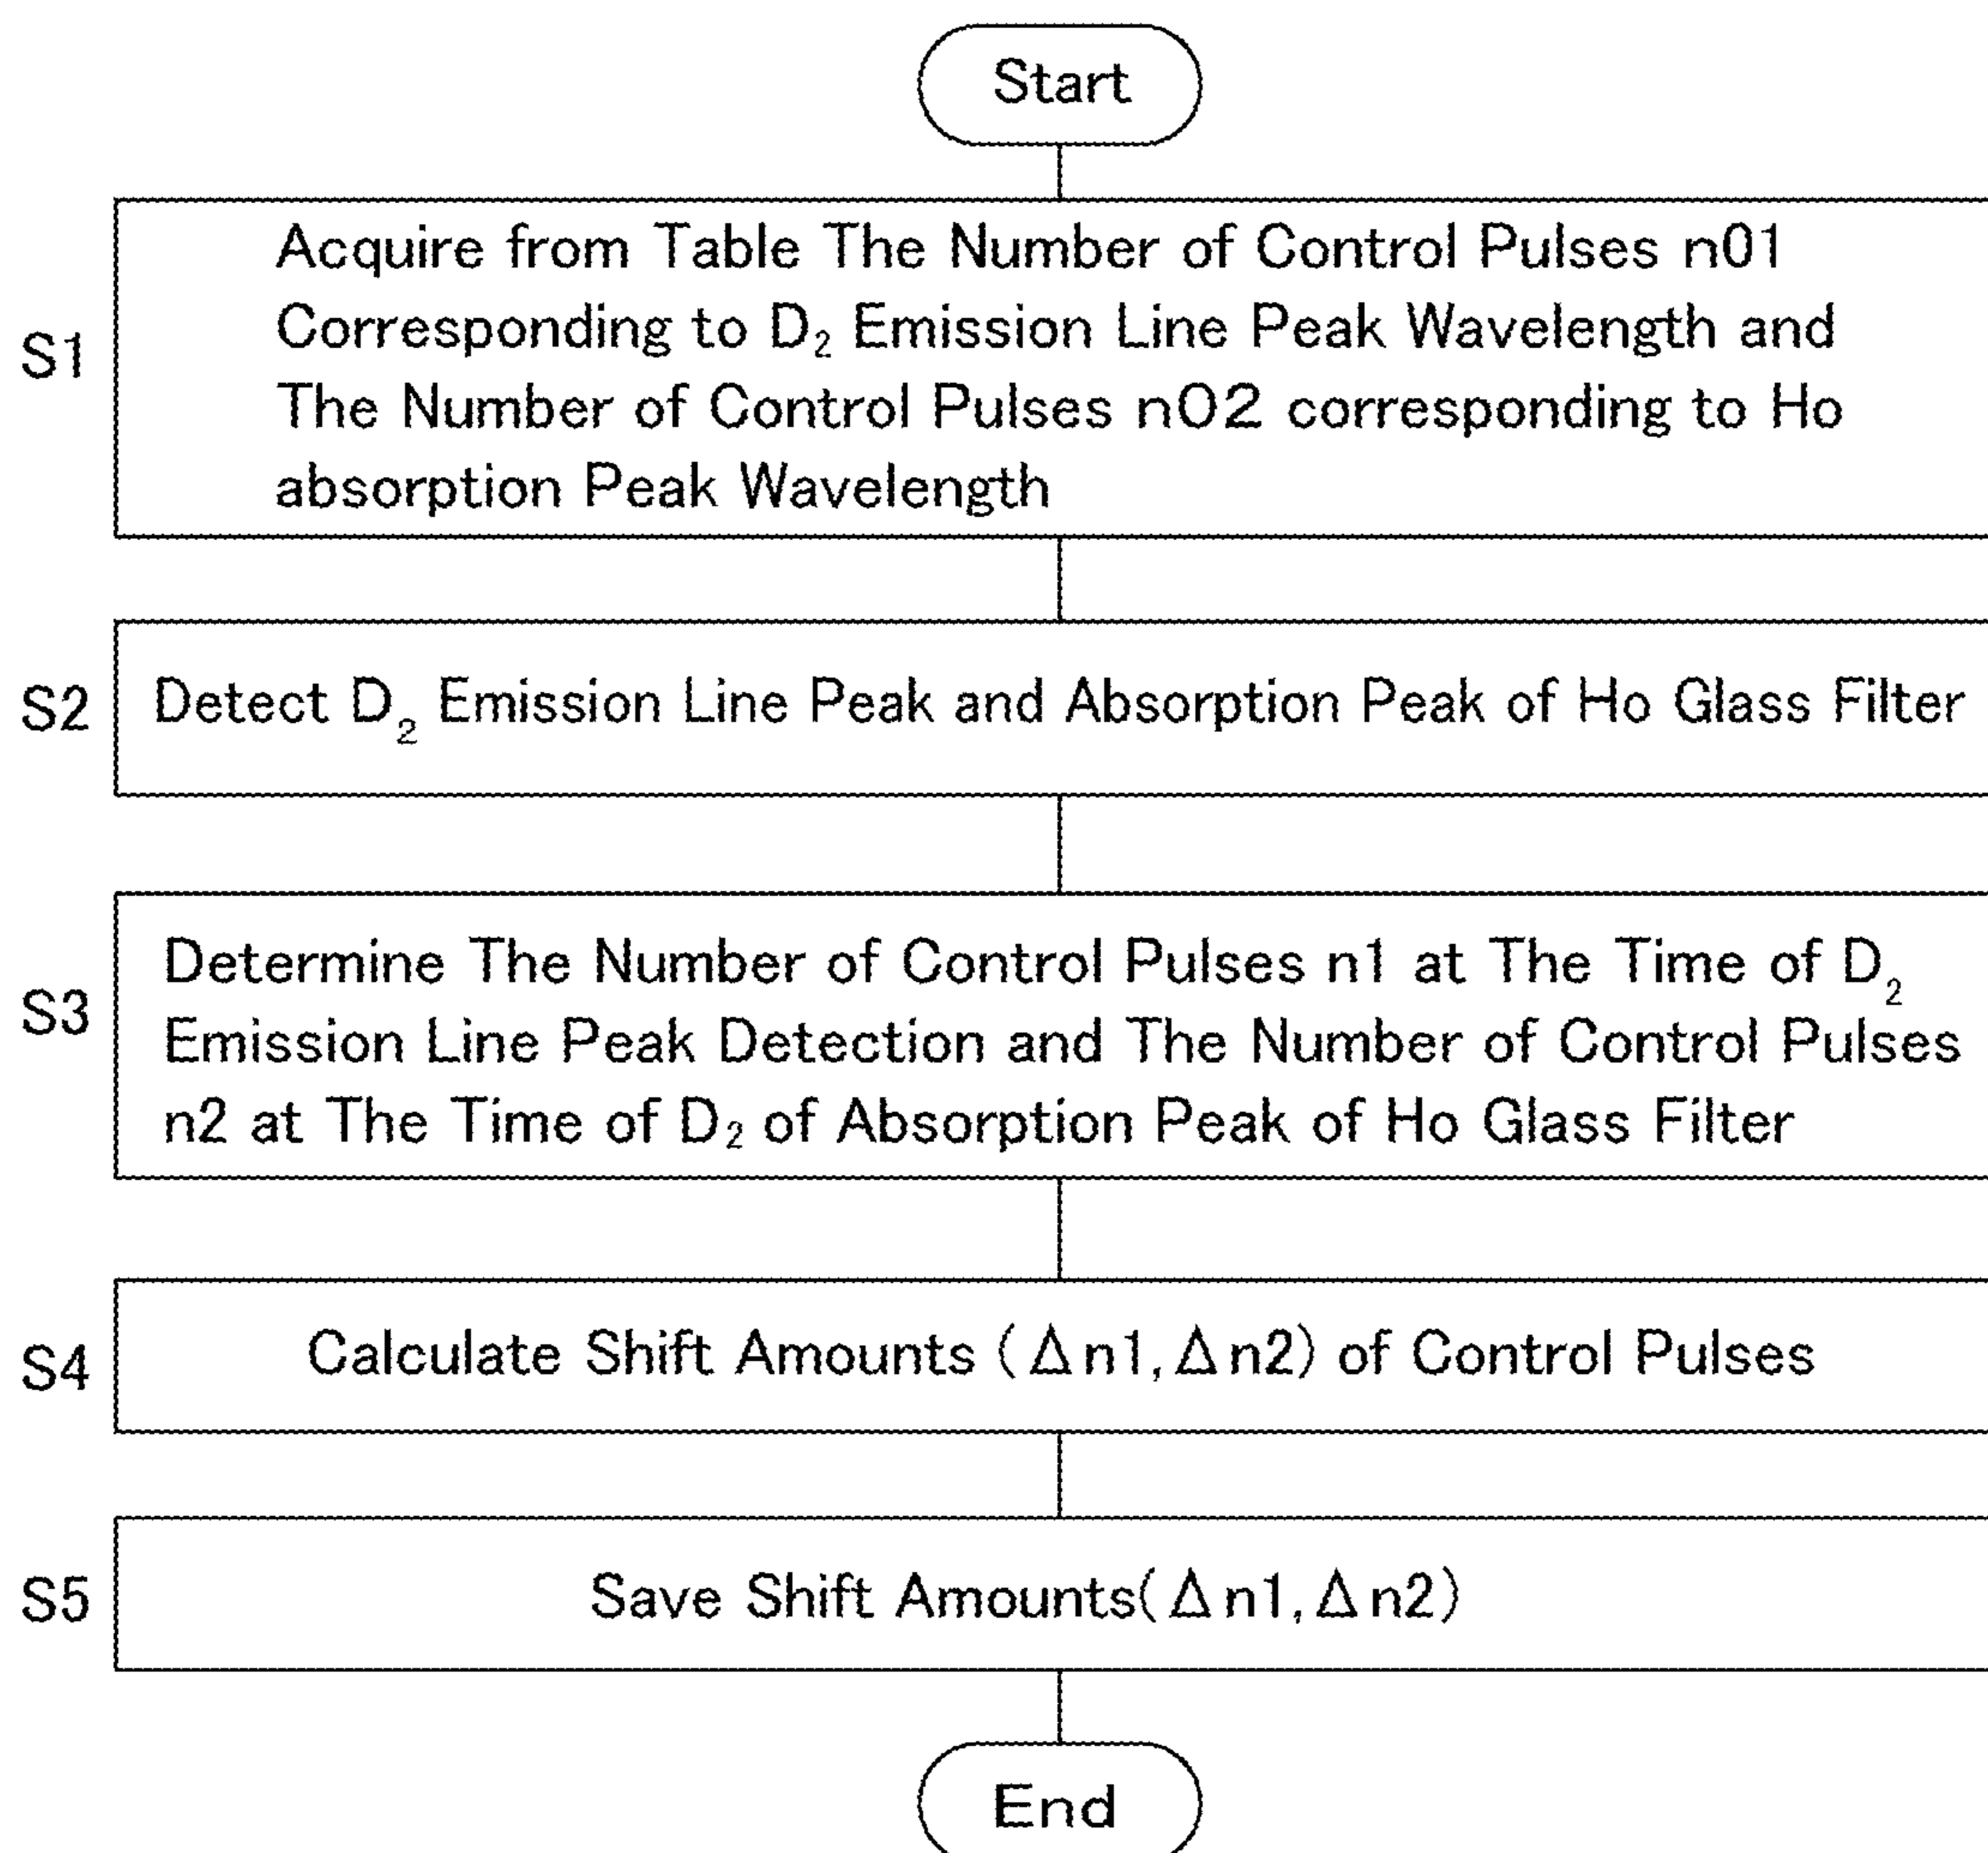 Start
S1
Acquire from Table The Number of Control Pulses n01
Corresponding to D₂ Emission Line Peak Wavelength and
The Number of Control Pulses nO2 corresponding to Ho
absorption Peak Wavelength
S2
Detect D₂ Emission Line Peak and Absorption Peak of Ho Glass Filter
S3
Determine The Number of Control Pulses n1 at The Time of D₂
Emission Line Peak Detection and The Number of Control Pulses
n2 at The Time of D₂ of Absorption Peak of Ho Glass Filter
S4
Calculate Shift Amounts (Δn1,Δn2) of Control Pulses
S5
Save Shift Amounts(Δn1,Δn2)
End